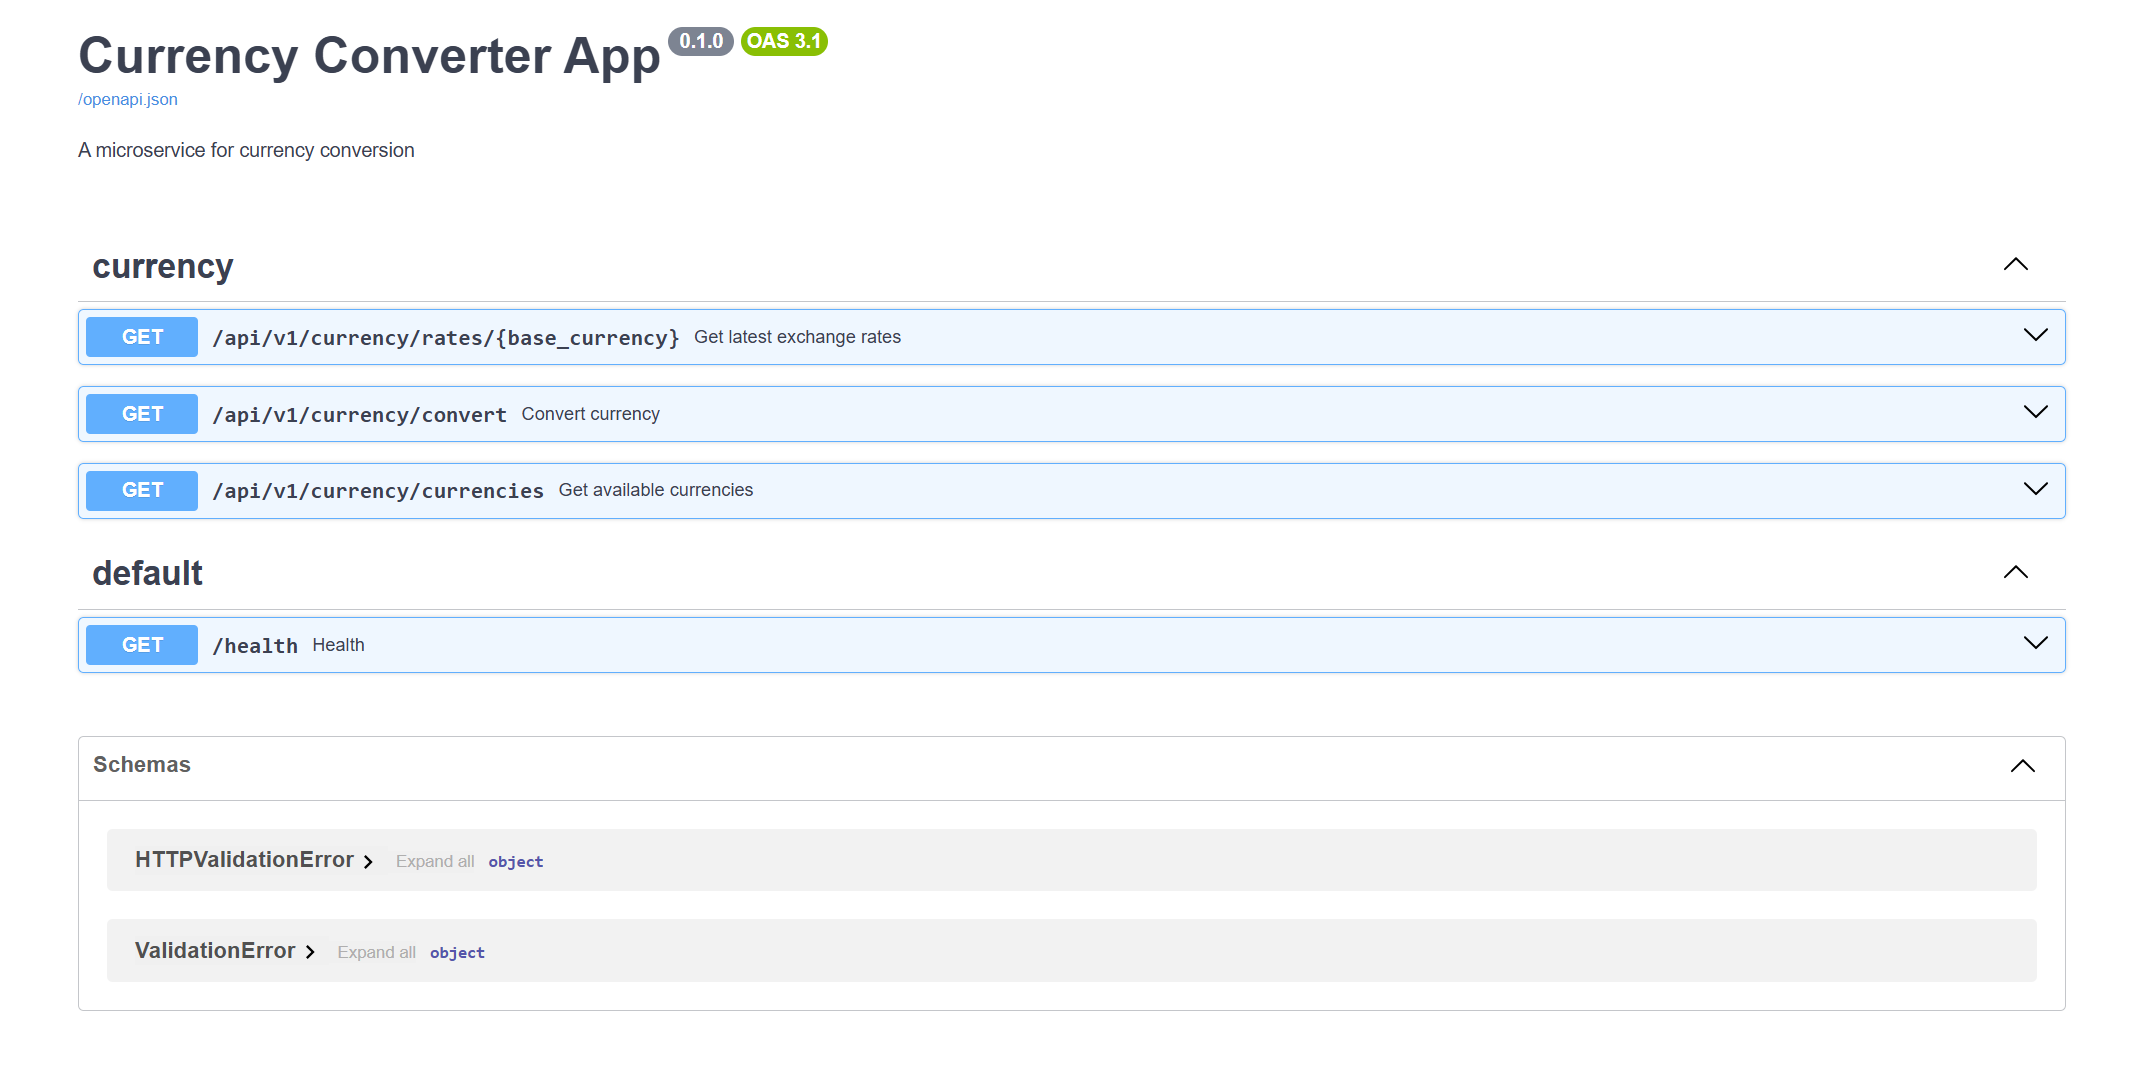 Currency Converter App 0.1.0 OAS 3.1
/openapi.json
A microservice for currency conversion
currency
GET /api/v1/currency/rates/{base_currency} Get latest exchange rates
GET /api/v1/currency/convert Convert currency
GET /api/v1/currency/currencies Get available currencies
default
GET /health Health
Schemas
HTTPValidationError Expand all object
ValidationError Expand all object